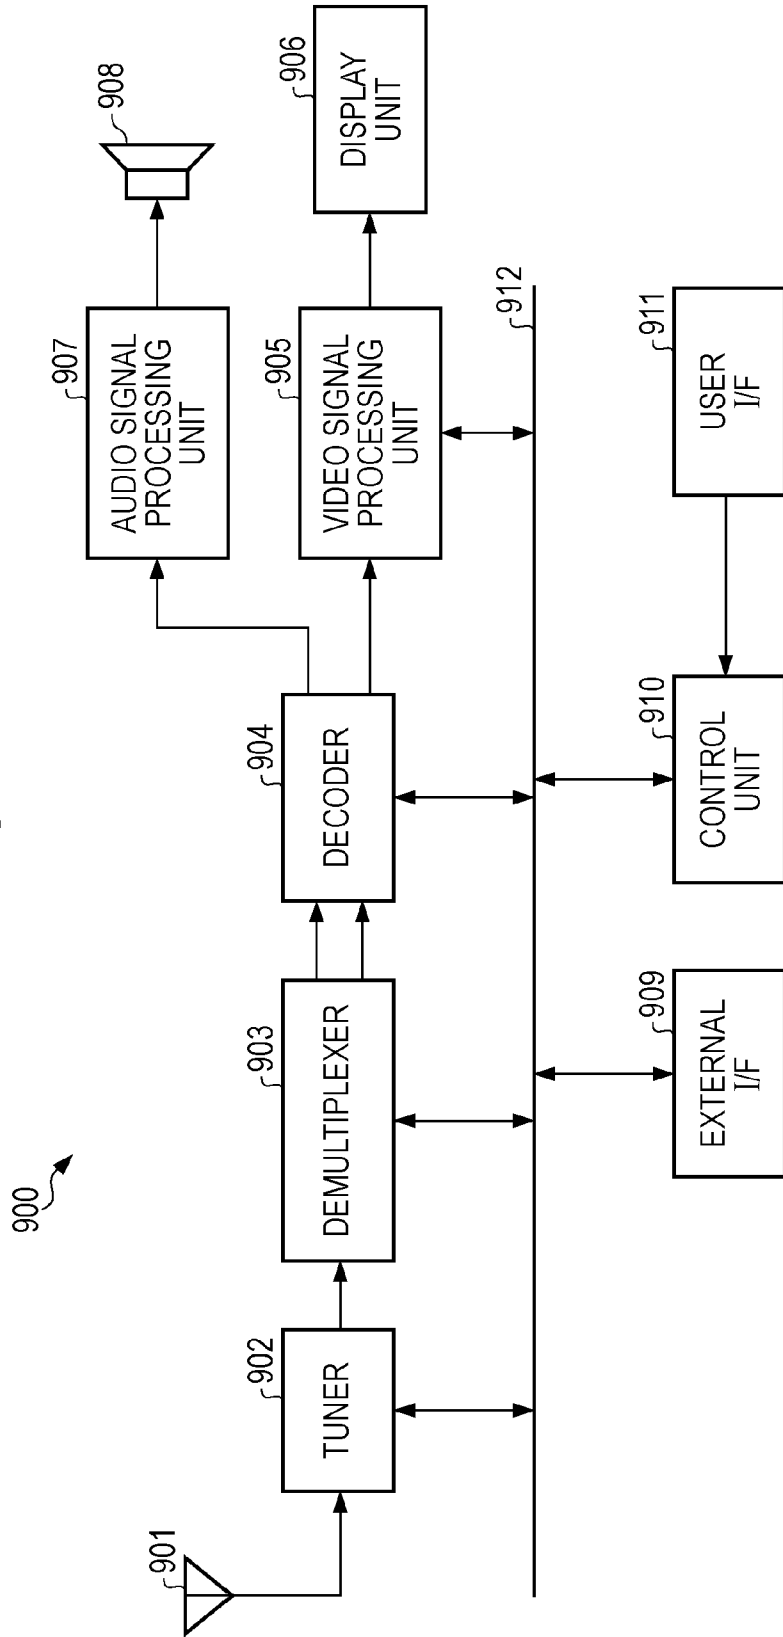 900
901
902
TUNER
903
DEMULTIPLEXER
904
DECODER
907
AUDIO SIGNAL
PROCESSING
UNIT
908
905
VIDEO SIGNAL
PROCESSING
UNIT
906
DISPLAY
UNIT
912
909
EXTERNAL
I/F
910
CONTROL
UNIT
911
USER
I/F